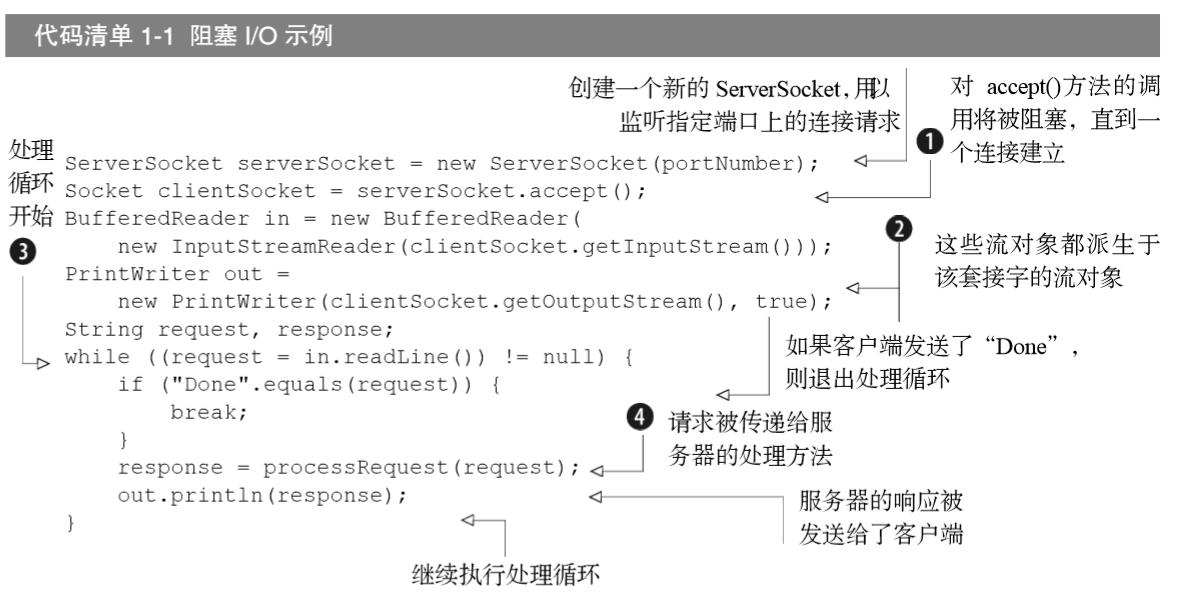 代码清单 1-1 阻塞 I/O 示例
创建一个新的 ServerSocket，用以
监听指定端口上的连接请求
对 accept()方法的调
用将被阻塞，直到一
个连接建立
❶
处理
循环
开始
❸
ServerSocket serverSocket = new ServerSocket(portNumber);
Socket clientSocket = serverSocket.accept();
BufferedReader in = new BufferedReader(
new InputStreamReader(clientSocket.getInputStream()));
PrintWriter out =
new PrintWriter(clientSocket.getOutputStream(), true);
String request, response;
while ((request = in.readLine()) != null) {
if ("Done".equals(request)) {
break;
}
response = processRequest(request);
out.println(response);
}
❷
这些流对象都派生于
该套接字的流对象
如果客户端发送了“Done”，
则退出处理循环
❹
请求被传递给服
务器的处理方法
服务器的响应被
发送给了客户端
继续执行处理循环